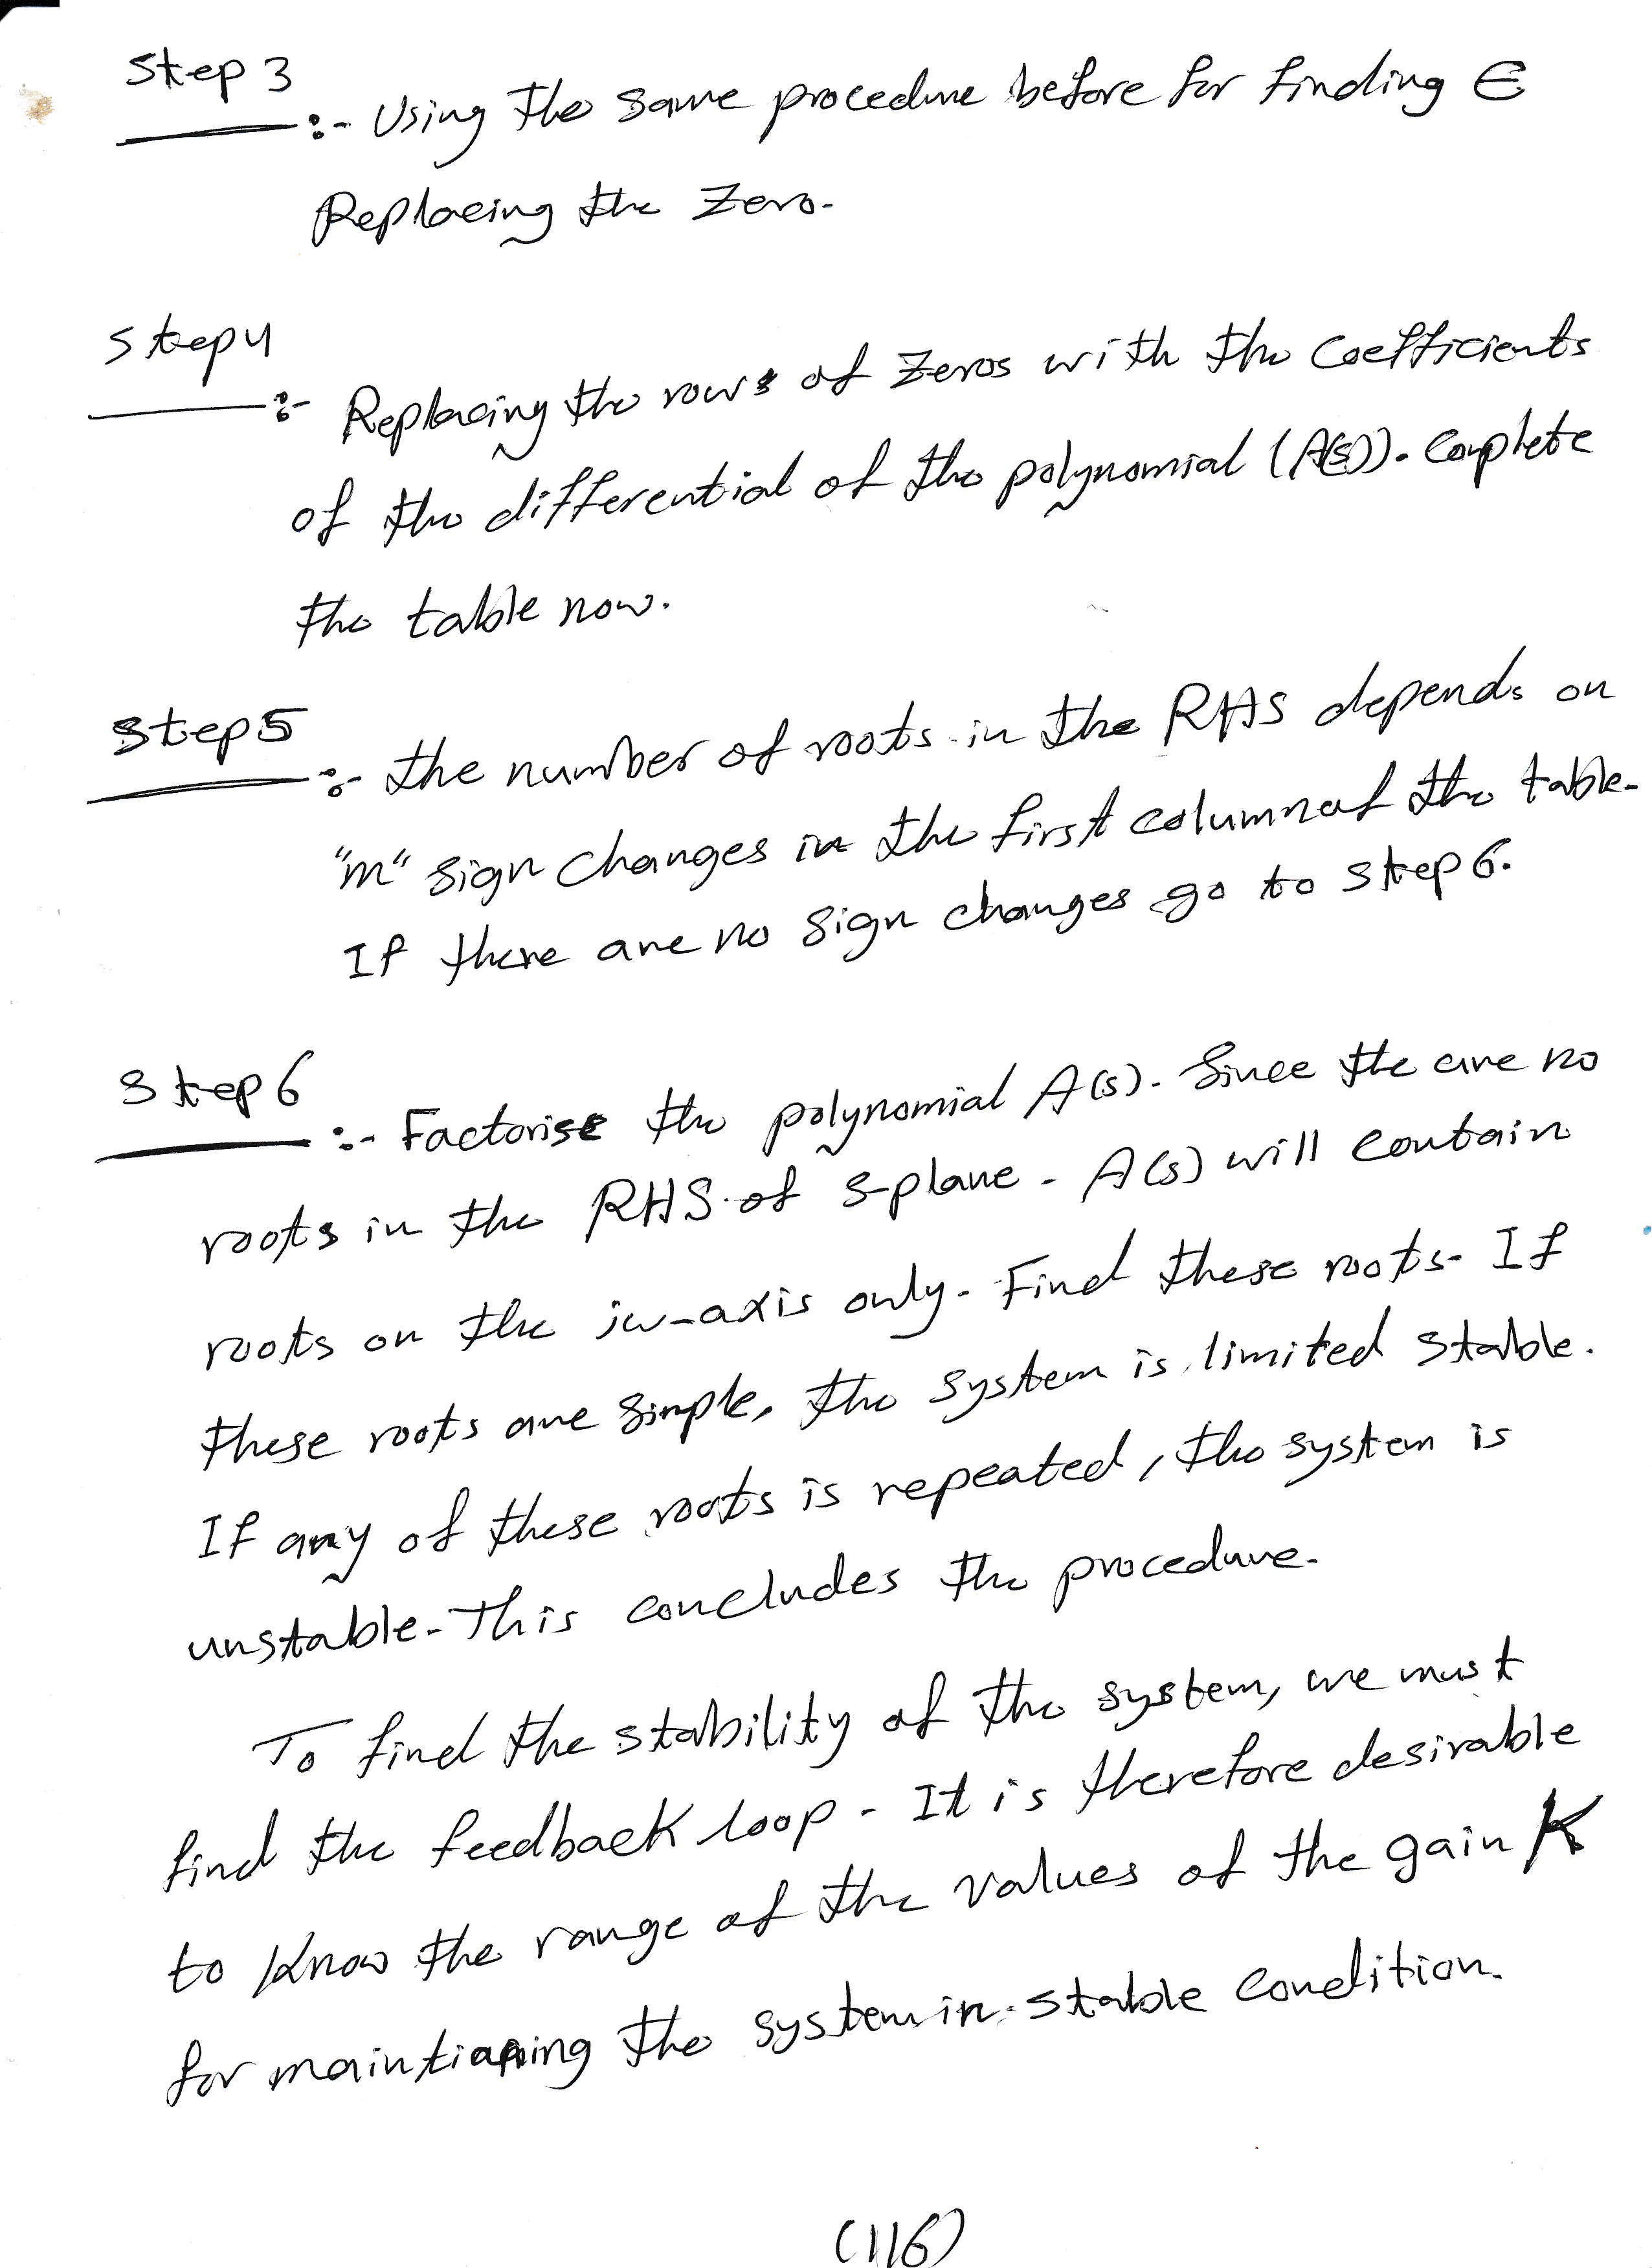 Step 3
:- Using the same procedure before for finding ∈
Replacing the Zero.
Step 4
:- Replacing the rows of Zeros with the Coefficients
of the differential of the polynomial (A(s)). Complete
the table now.
Step 5
:- the number of roots in the RHS depends on
"m" sign changes in the first column of the table.
If there are no sign changes go to step 6.
Step 6
:- Factorise the polynomial A(s). Since the are no
roots in the RHS of s-plane. A(s) will contain
roots on the jw-axis only. Find these roots. If
these roots are simple, the system is limited stable.
If any of these roots is repeated, the system is
unstable. This concludes the procedure.
To find the stability of the system, we must
find the feedback loop. It is therefore desirable
to know the range of the values of the gain K
for maintianing the system in stable condition.
(116)